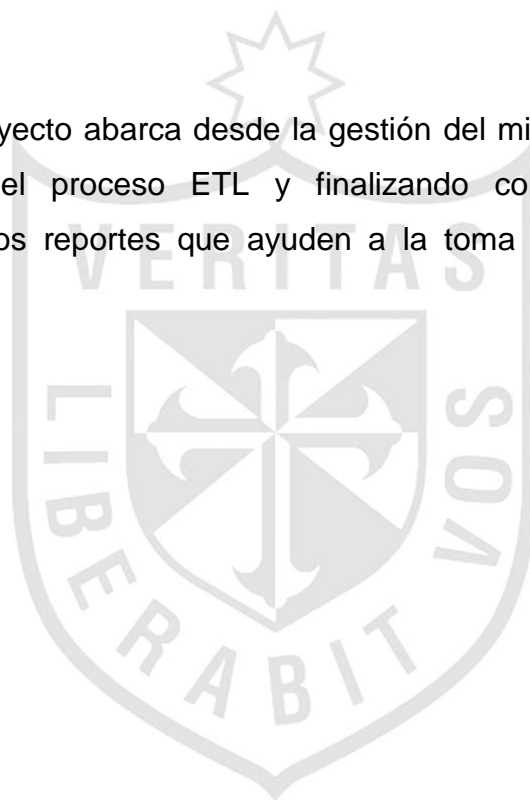 yecto abarca desde la gestión del mi
el proceso ETL y finalizando co
os reportes que ayuden a la toma
VERITAS
LIBERABIT
VOS